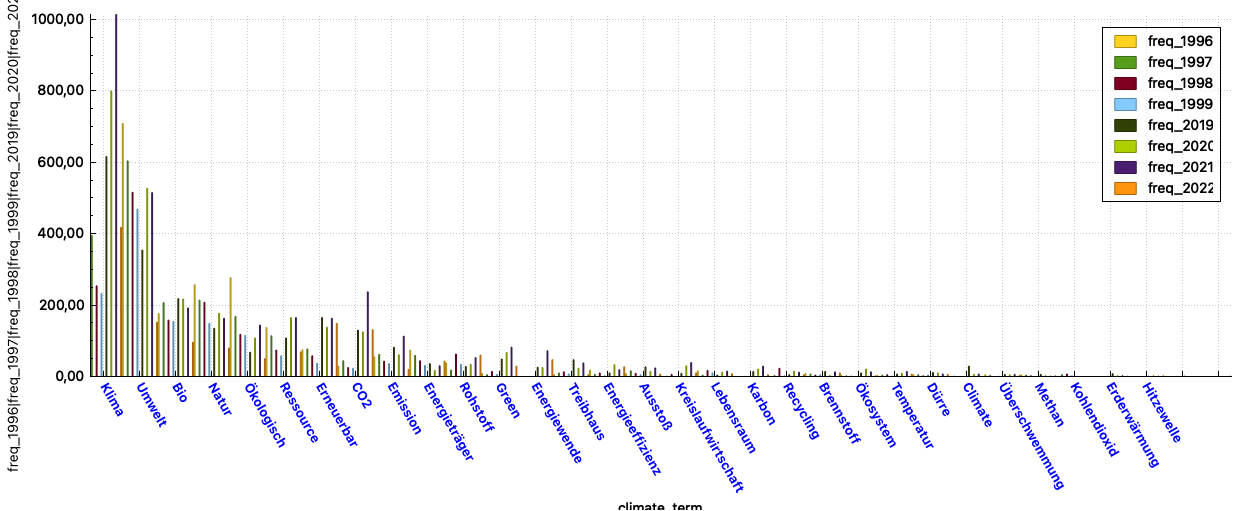 freq_1996|freq_1997|freq_1998|freq_1999|freq_2019|freq_2020|freq_202
1000,00
800,00
600,00
400,00
200,00
0,00
freq_1996
freq_1997
freq_1998
freq_1999
freq_2019
freq_2020
freq_2021
freq_2022
Klima
Umwelt
Bio
Natur
Ökologisch
Ressource
Erneuerbar
CO2
Emission
Energieträger
Rohstoff
Green
Energiewende
Treibhaus
Energieeffizienz
Ausstoß
Kreislaufwirtschaft
Lebensraum
Karbon
Recycling
Brennstoff
Ökosystem
Temperatur
Dürre
Climate
Überschwemmung
Methan
Kohlendioxid
Erderwärmung
Hitzewelle
climate_term